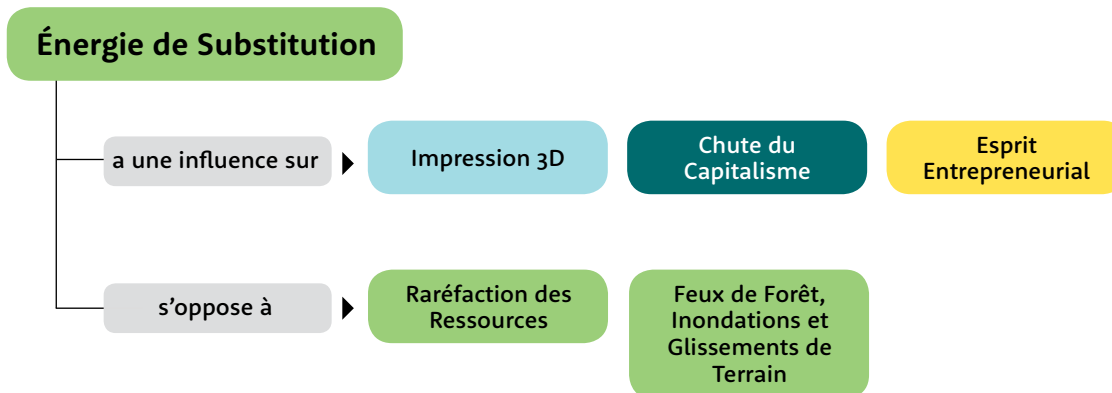 Énergie de Substitution
a une influence sur
Impression 3D
Chute du
Capitalisme
Esprit
Entrepreneurial
s'oppose à
Raréfaction des
Ressources
Feux de Forêt,
Inondations et
Glissements de
Terrain